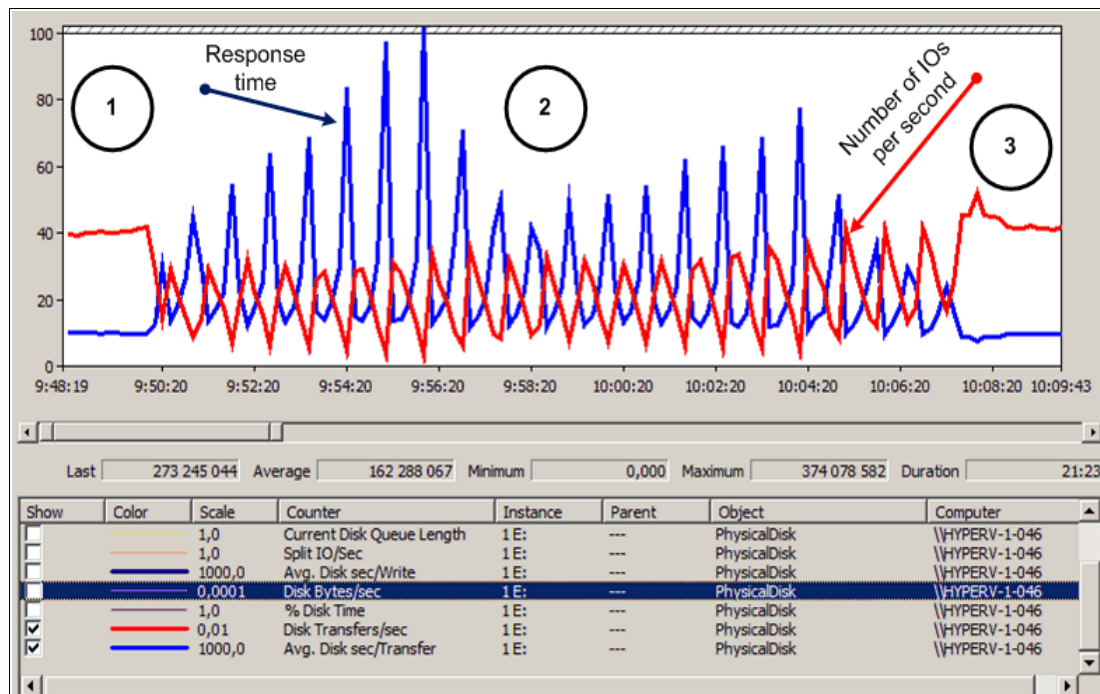 100
80
60
40
20
0
1
Response
time
2
Number of IOs
per second
3
9:48:19 9:50:20 9:52:20 9:54:20 9:56:20 9:58:20 10:00:20 10:02:20 10:04:20 10:06:20 10:08:20 10:09:43
Last 273 245 044 Average 162 288 067 Minimum 0,000 Maximum 374 078 582 Duration 21:23
Show Color Scale Counter Instance Parent Object Computer
1,0 Current Disk Queue Length 1 E: --- PhysicalDisk \\HYPERV-1-046
1,0 Split IO/Sec 1 E: --- PhysicalDisk \\HYPERV-1-046
1000,0 Avg. Disk sec/Write 1 E: --- PhysicalDisk \\HYPERV-1-046
0,0001 Disk Bytes/sec 1 E: --- PhysicalDisk \\HYPERV-1-046
1,0 % Disk Time 1 E: --- PhysicalDisk \\HYPERV-1-046
0,01 Disk Transfers/sec 1 E: --- PhysicalDisk \\HYPERV-1-046
1000,0 Avg. Disk sec/Transfer 1 E: --- PhysicalDisk \\HYPERV-1-046